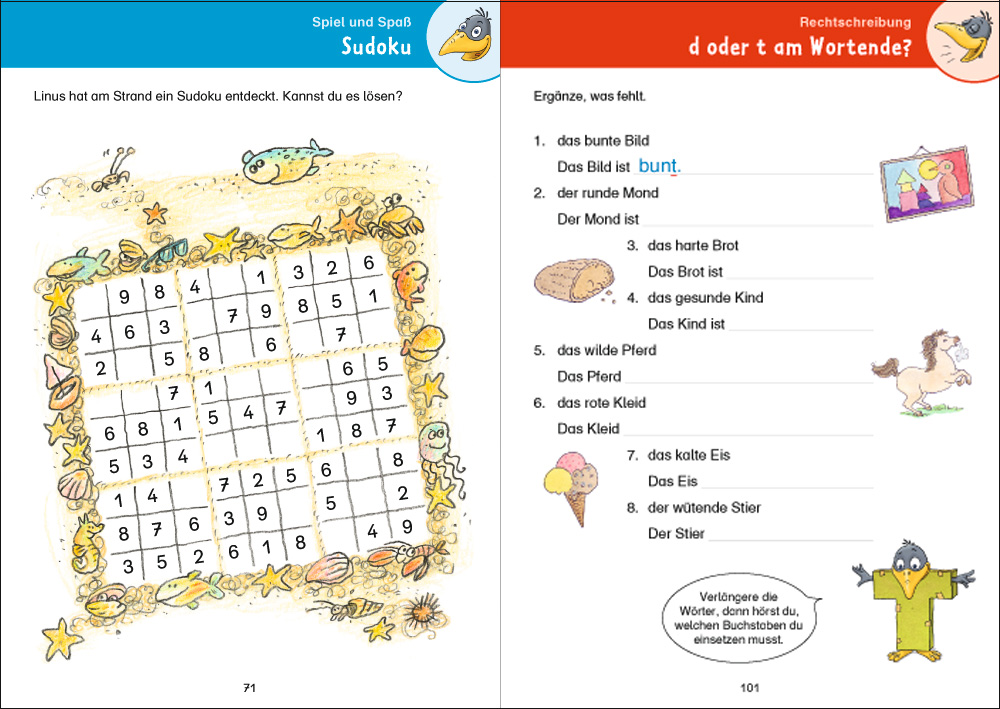 Spiel und Spaß
Sudoku
Linus hat am Strand ein Sudoku entdeckt. Kannst du es lösen?
9 8 4 1 3 2 6
4 6 3 7 9 8 5 1
2 5 8 6 7
7 1 6 5
6 8 1 5 4 7 9 3
5 3 4 1 8 7
1 4 7 2 5 6 8
8 7 6 3 9 5 2
3 5 2 6 1 8 4 9
71
Rechtschreibung
d oder t am Wortende?
Ergänze, was fehlt.
1. das bunte Bild
Das Bild ist bunt.
2. der runde Mond
Der Mond ist
3. das harte Brot
Das Brot ist
4. das gesunde Kind
Das Kind ist
5. das wilde Pferd
Das Pferd
6. das rote Kleid
Das Kleid
7. das kalte Eis
Das Eis
8. der wütende Stier
Der Stier
Verlängere die
Wörter, dann hörst du,
welchen Buchstaben du
einsetzen musst.
101